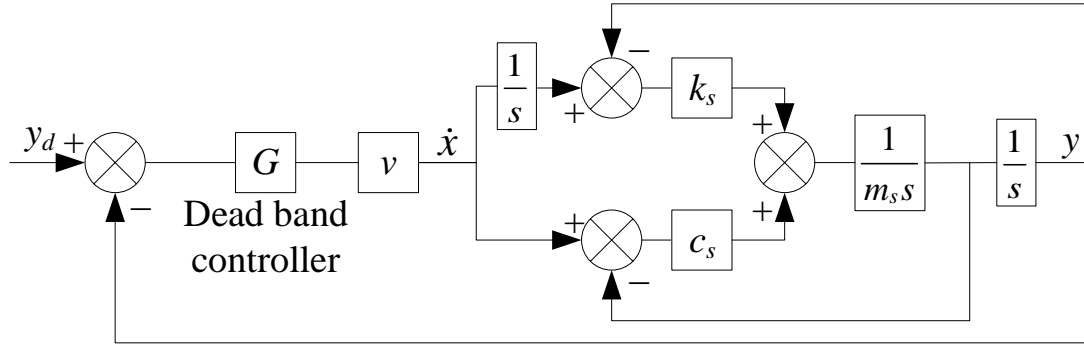 y_d
+
−
G
Dead band
controller
v
ẋ
1
s
+
−
k_s
+
−
c_s
+
+
1
m_s s
1
s
y